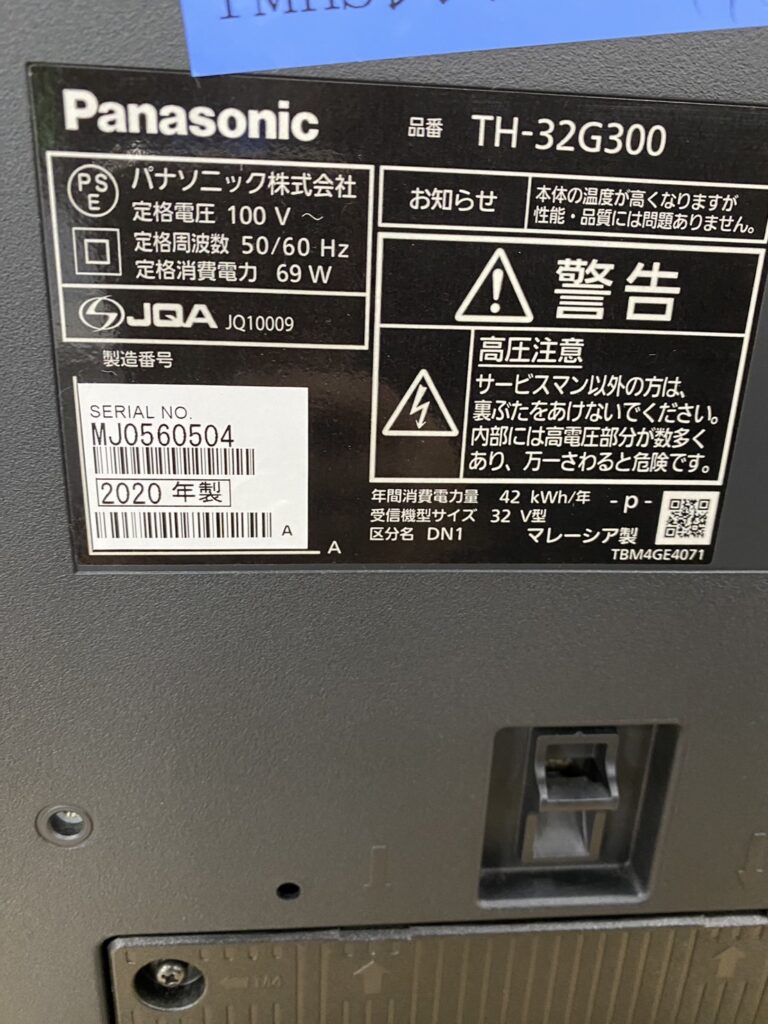 Panasonic
品番 TH-32G300
PS
E
パナソニック株式会社
定格電圧 100 V ～
定格周波数 50/60 Hz
定格消費電力 69 W
JQA JQ10009
製造番号
SERIAL NO.
MJ0560504
2020 年製
A
A
お知らせ
本体の温度が高くなりますが
性能・品質には問題ありません。
警告
高圧注意
サービスマン以外の方は、
裏ぶたをあけないでください。
内部には高電圧部分が数多く
あり、万一さわると危険です。
年間消費電力量 42 kWh/年 -p-
受信機型サイズ 32 V型
区分名 DN1
マレーシア製
TBM4GE4071